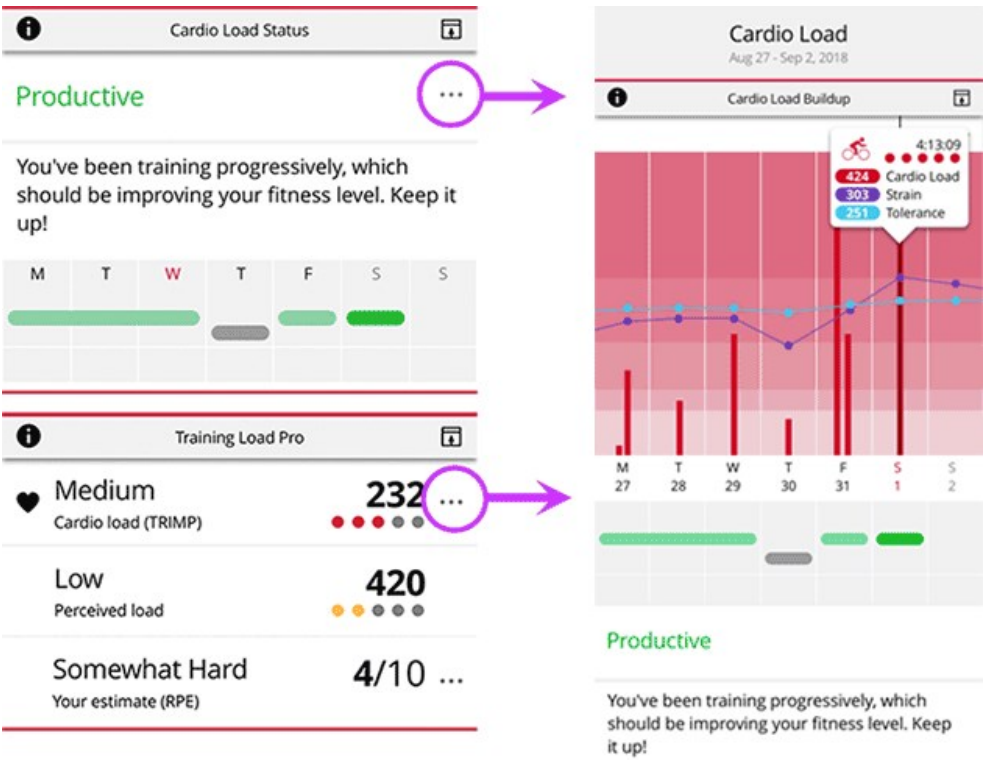 Cardio Load Status
Productive
...
You've been training progressively, which
should be improving your fitness level. Keep it
up!
M T W T F S S
Training Load Pro
Medium 232 ...
Cardio load (TRIMP)
Low 420
Perceived load
Somewhat Hard 4/10 ...
Your estimate (RPE)
Cardio Load
Aug 27 - Sep 2, 2018
Cardio Load Buildup
4:13:09
424 Cardio Load
303 Strain
251 Tolerance
M T W T F S S
27 28 29 30 31 1 2
Productive
You've been training progressively, which
should be improving your fitness level. Keep
it up!